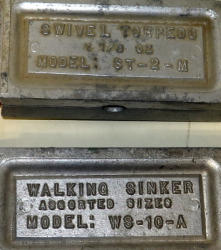 SWIVEL TORPEDO
MODEL: ST-2-M
WALKING SINKER
ASSORTED SIZES
MODEL: WS-10-A